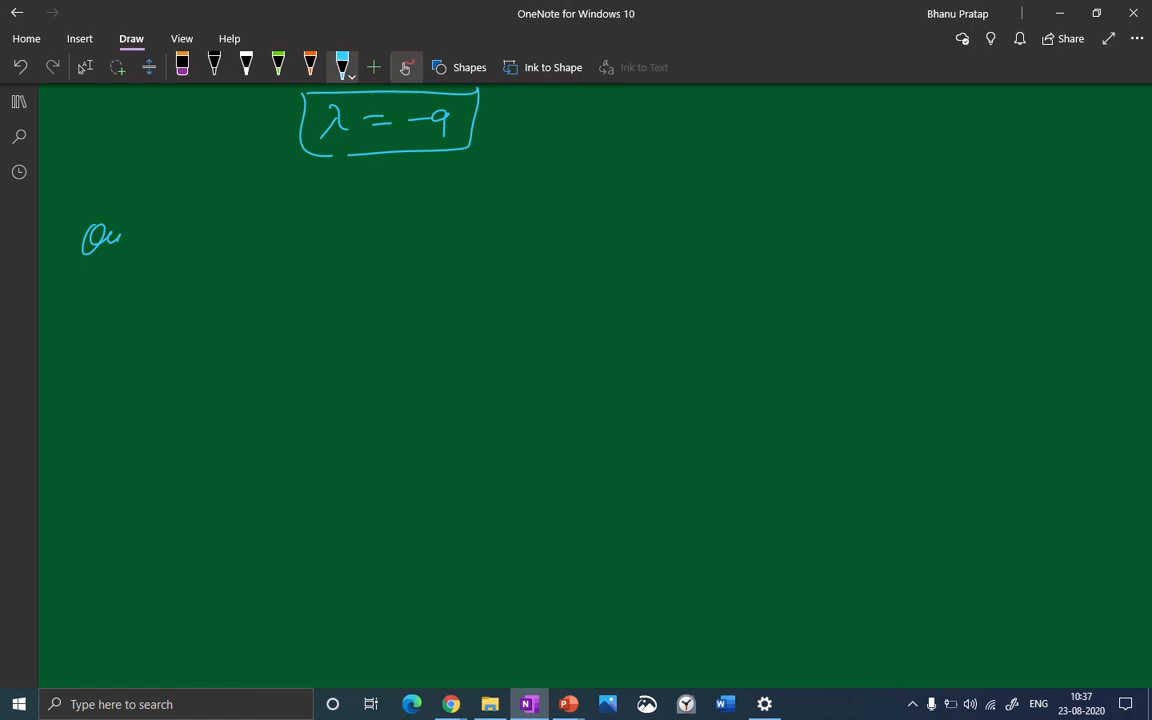 OneNote for Windows 10
Bhanu Pratap
Home Insert Draw View Help
Share
Shapes
Ink to Shape
Ink to Text
λ = -9
Qu
Type here to search
ENG
10:37
23-08-2020